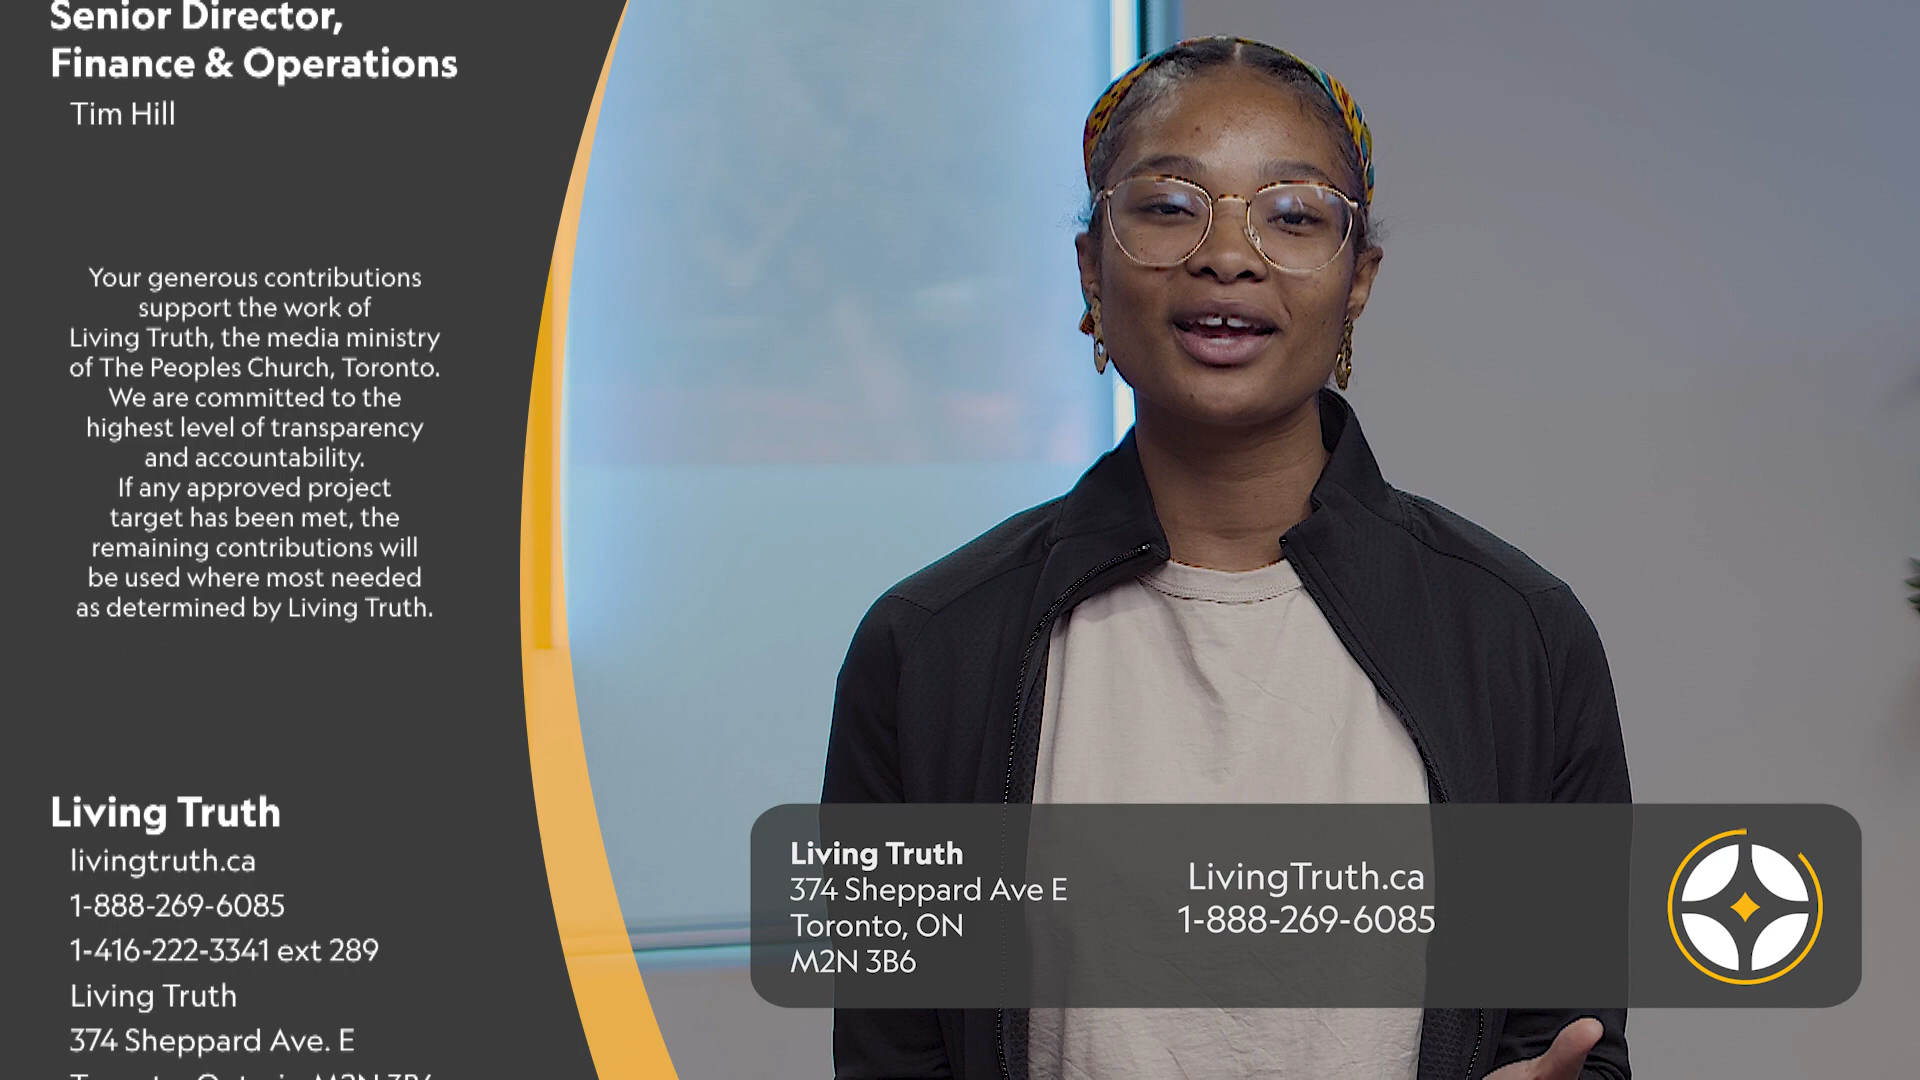 Senior Director,
Finance & Operations
Tim Hill
Your generous contributions
support the work of
Living Truth, the media ministry
of The Peoples Church, Toronto.
We are committed to the
highest level of transparency
and accountability.
If any approved project
target has been met, the
remaining contributions will
be used where most needed
as determined by Living Truth.
Living Truth
livingtruth.ca
1-888-269-6085
1-416-222-3341 ext 289
Living Truth
374 Sheppard Ave. E
Living Truth
374 Sheppard Ave E
Toronto, ON
M2N 3B6
LivingTruth.ca
1-888-269-6085